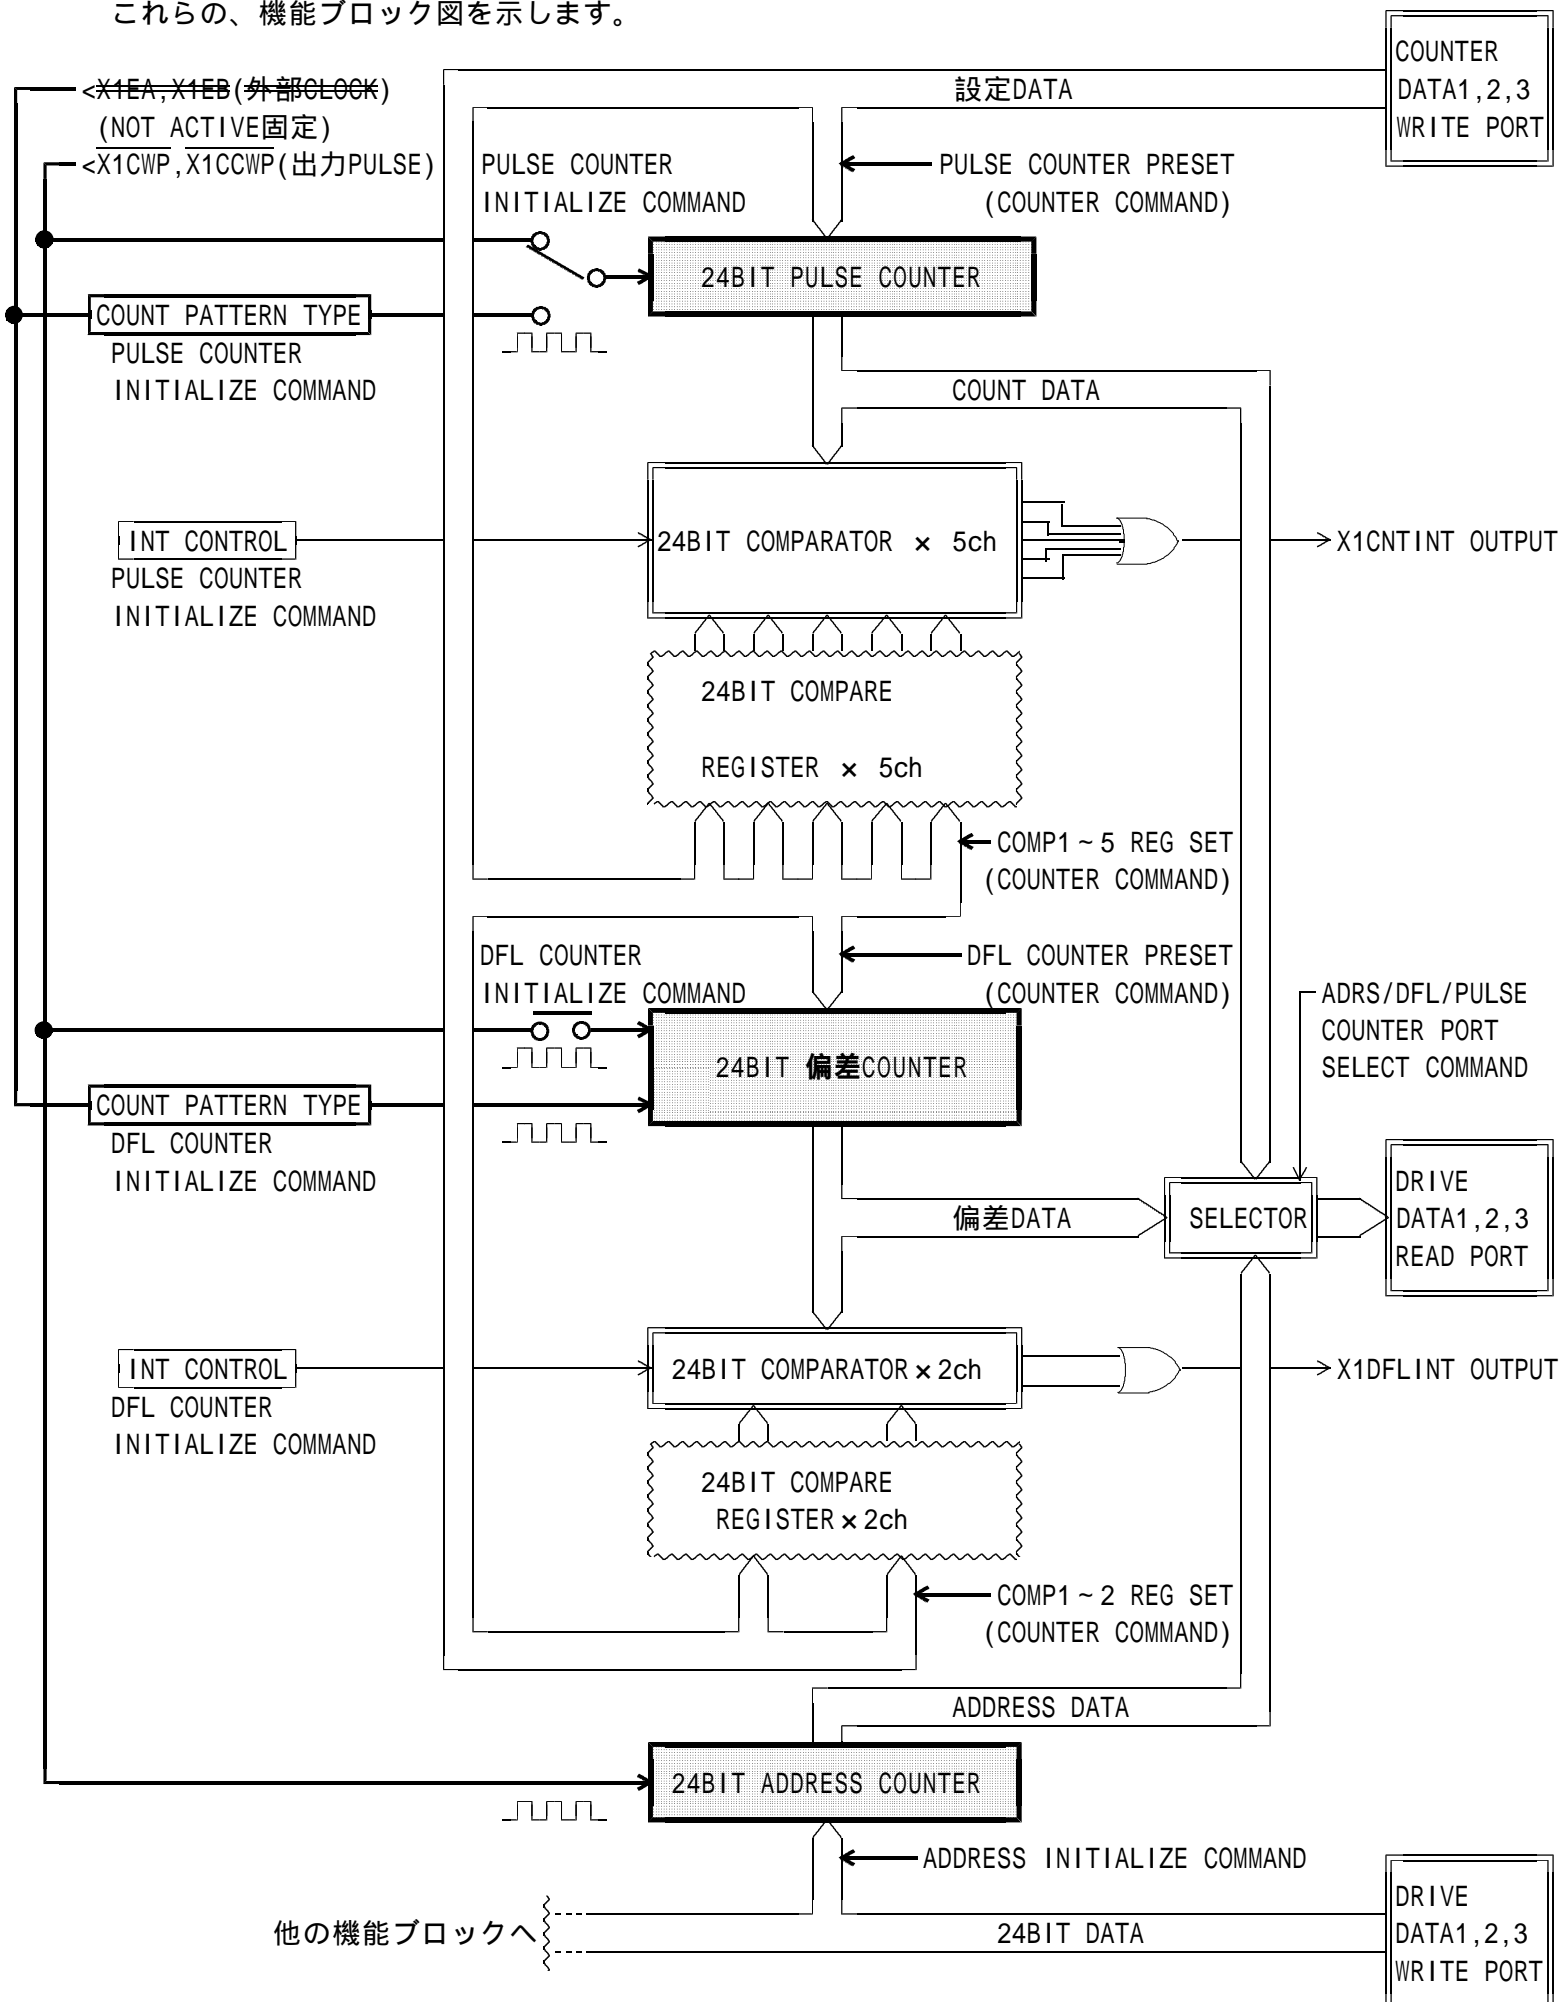 これらの、機能ブロック図を示します。
COUNTER
DATA1,2,3
WRITE PORT
<X1EA,X1EB(外部CLOCK)
(NOT ACTIVE固定)
<X1CWP,X1CCWP(出力PULSE)
設定DATA
PULSE COUNTER
INITIALIZE COMMAND
PULSE COUNTER PRESET
(COUNTER COMMAND)
24BIT PULSE COUNTER
COUNT PATTERN TYPE
PULSE COUNTER
INITIALIZE COMMAND
COUNT DATA
INT CONTROL
PULSE COUNTER
INITIALIZE COMMAND
24BIT COMPARATOR × 5ch
X1CNTINT OUTPUT
24BIT COMPARE
REGISTER × 5ch
COMP1~5 REG SET
(COUNTER COMMAND)
DFL COUNTER
INITIALIZE COMMAND
DFL COUNTER PRESET
(COUNTER COMMAND)
ADRS/DFL/PULSE
COUNTER PORT
SELECT COMMAND
24BIT 偏差COUNTER
COUNT PATTERN TYPE
DFL COUNTER
INITIALIZE COMMAND
偏差DATA
SELECTOR
DRIVE
DATA1,2,3
READ PORT
INT CONTROL
DFL COUNTER
INITIALIZE COMMAND
24BIT COMPARATOR×2ch
X1DFLINT OUTPUT
24BIT COMPARE
REGISTER×2ch
COMP1~2 REG SET
(COUNTER COMMAND)
ADDRESS DATA
24BIT ADDRESS COUNTER
ADDRESS INITIALIZE COMMAND
他の機能ブロックへ
24BIT DATA
DRIVE
DATA1,2,3
WRITE PORT